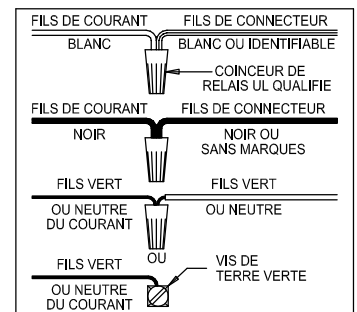 FILS DE COURANT FILS DE CONNECTEUR
BLANC BLANC OU IDENTIFIABLE
COINCEUR DE
RELAIS UL QUALIFIE
FILS DE COURANT FILS DE CONNECTEUR
NOIR NOIR OU
SANS MARQUES
FILS VERT FILS VERT
OU NEUTRE OU NEUTRE
DU COURANT
OU
FILS VERT VIS DE
TERRE VERTE
OU NEUTRE
DU COURANT